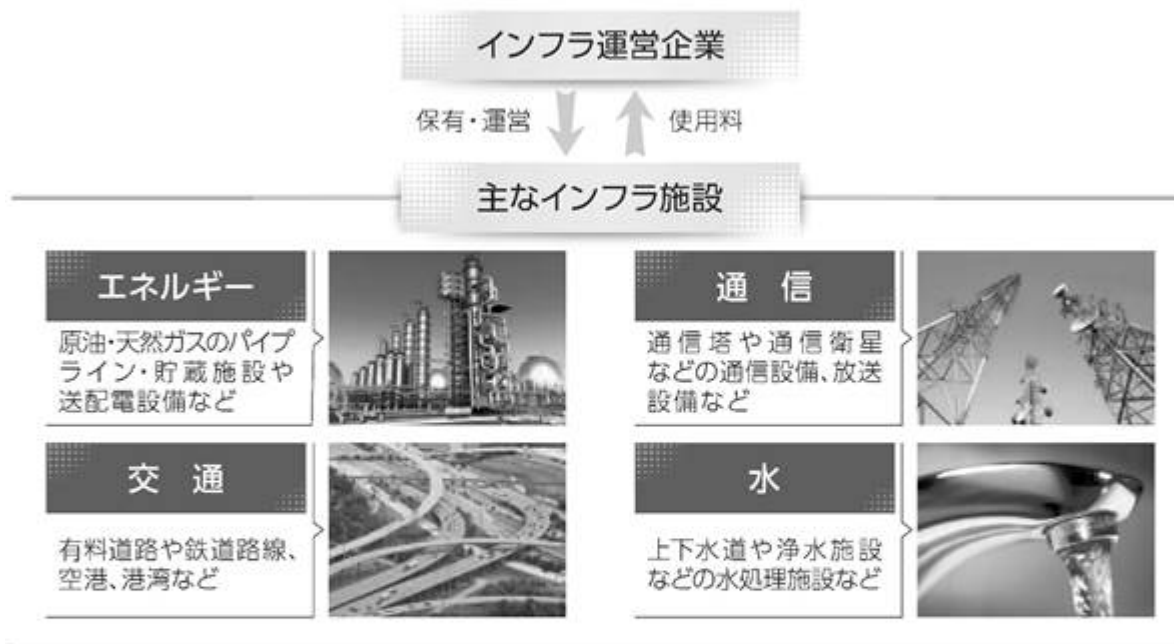 インフラ運営企業
保有・運営
使用料
主なインフラ施設
エネルギー
原油・天然ガスのパイプ
ライン・貯蔵施設や
送配電設備など
通 信
通信塔や通信衛星
などの通信設備、放送
設備など
交 通
有料道路や鉄道路線、
空港、港湾など
水
上下水道や浄水施設
などの水処理施設など